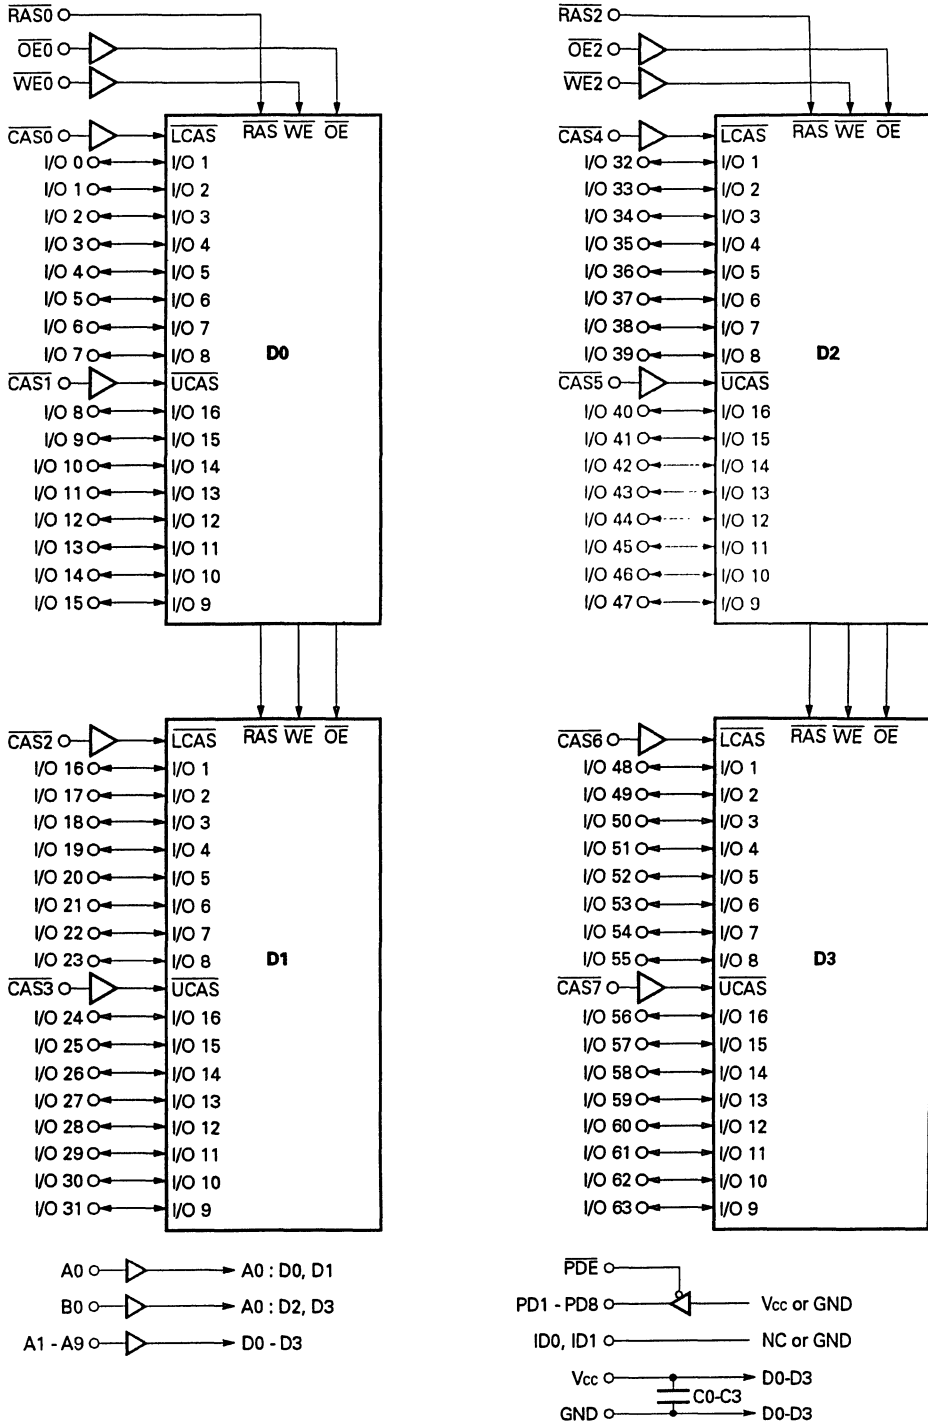 RAS0
OE0
WE0
CAS0 LCAS RAS WE OE
I/O 0 I/O 1
I/O 1 I/O 2
I/O 2 I/O 3
I/O 3 I/O 4
I/O 4 I/O 5
I/O 5 I/O 6
I/O 6 I/O 7
I/O 7 I/O 8
D0
CAS1 UCAS
I/O 8 I/O 16
I/O 9 I/O 15
I/O 10 I/O 14
I/O 11 I/O 13
I/O 12 I/O 12
I/O 13 I/O 11
I/O 14 I/O 10
I/O 15 I/O 9
CAS2 LCAS RAS WE OE
I/O 16 I/O 1
I/O 17 I/O 2
I/O 18 I/O 3
I/O 19 I/O 4
I/O 20 I/O 5
I/O 21 I/O 6
I/O 22 I/O 7
I/O 23 I/O 8
D1
CAS3 UCAS
I/O 24 I/O 16
I/O 25 I/O 15
I/O 26 I/O 14
I/O 27 I/O 13
I/O 28 I/O 12
I/O 29 I/O 11
I/O 30 I/O 10
I/O 31 I/O 9
A0 A0 : D0, D1
B0 A0 : D2, D3
A1 - A9 D0 - D3
RAS2
OE2
WE2
CAS4 LCAS RAS WE OE
I/O 32 I/O 1
I/O 33 I/O 2
I/O 34 I/O 3
I/O 35 I/O 4
I/O 36 I/O 5
I/O 37 I/O 6
I/O 38 I/O 7
I/O 39 I/O 8
D2
CAS5 UCAS
I/O 40 I/O 16
I/O 41 I/O 15
I/O 42 I/O 14
I/O 43 I/O 13
I/O 44 I/O 12
I/O 45 I/O 11
I/O 46 I/O 10
I/O 47 I/O 9
CAS6 LCAS RAS WE OE
I/O 48 I/O 1
I/O 49 I/O 2
I/O 50 I/O 3
I/O 51 I/O 4
I/O 52 I/O 5
I/O 53 I/O 6
I/O 54 I/O 7
I/O 55 I/O 8
D3
CAS7 UCAS
I/O 56 I/O 16
I/O 57 I/O 15
I/O 58 I/O 14
I/O 59 I/O 13
I/O 60 I/O 12
I/O 61 I/O 11
I/O 62 I/O 10
I/O 63 I/O 9
PDE
PD1 - PD8 Vcc or GND
ID0, ID1 NC or GND
Vcc D0-D3
C0-C3
GND D0-D3